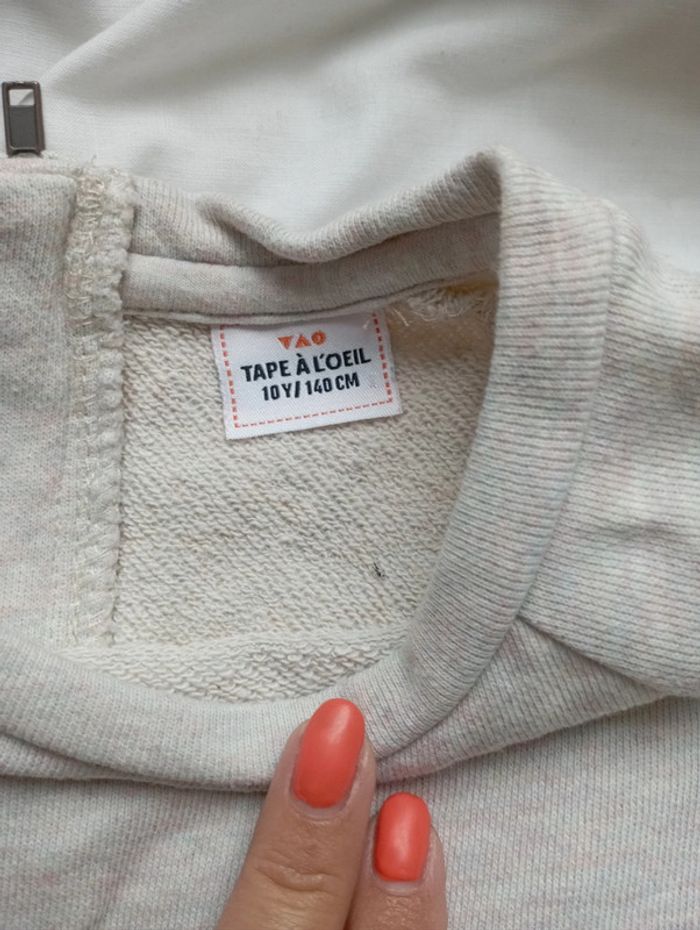 TAO
TAPE À L'OEIL
10Y/ 140 CM